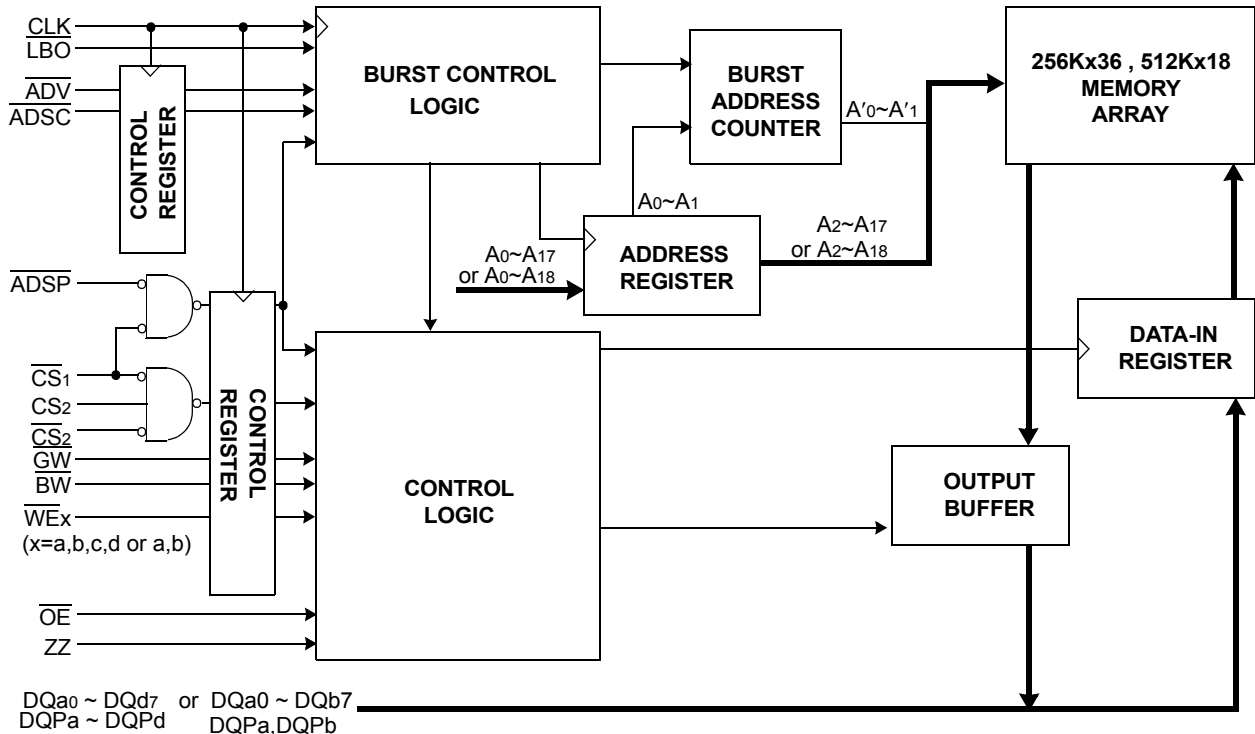 CLK
LBO
ADV
ADSC
CONTROL
REGISTER
BURST CONTROL
LOGIC
BURST
ADDRESS
COUNTER
A′0~A′1
256Kx36 , 512Kx18
MEMORY
ARRAY
A0~A1
A0~A17
or A0~A18
ADDRESS
REGISTER
A2~A17
or A2~A18
ADSP
CS1
CS2
CS2
GW
BW
WEx
(x=a,b,c,d or a,b)
CONTROL
REGISTER
CONTROL
LOGIC
DATA-IN
REGISTER
OUTPUT
BUFFER
OE
ZZ
DQa0 ~ DQd7 or DQa0 ~ DQb7
DQPa ~ DQPd DQPa,DQPb